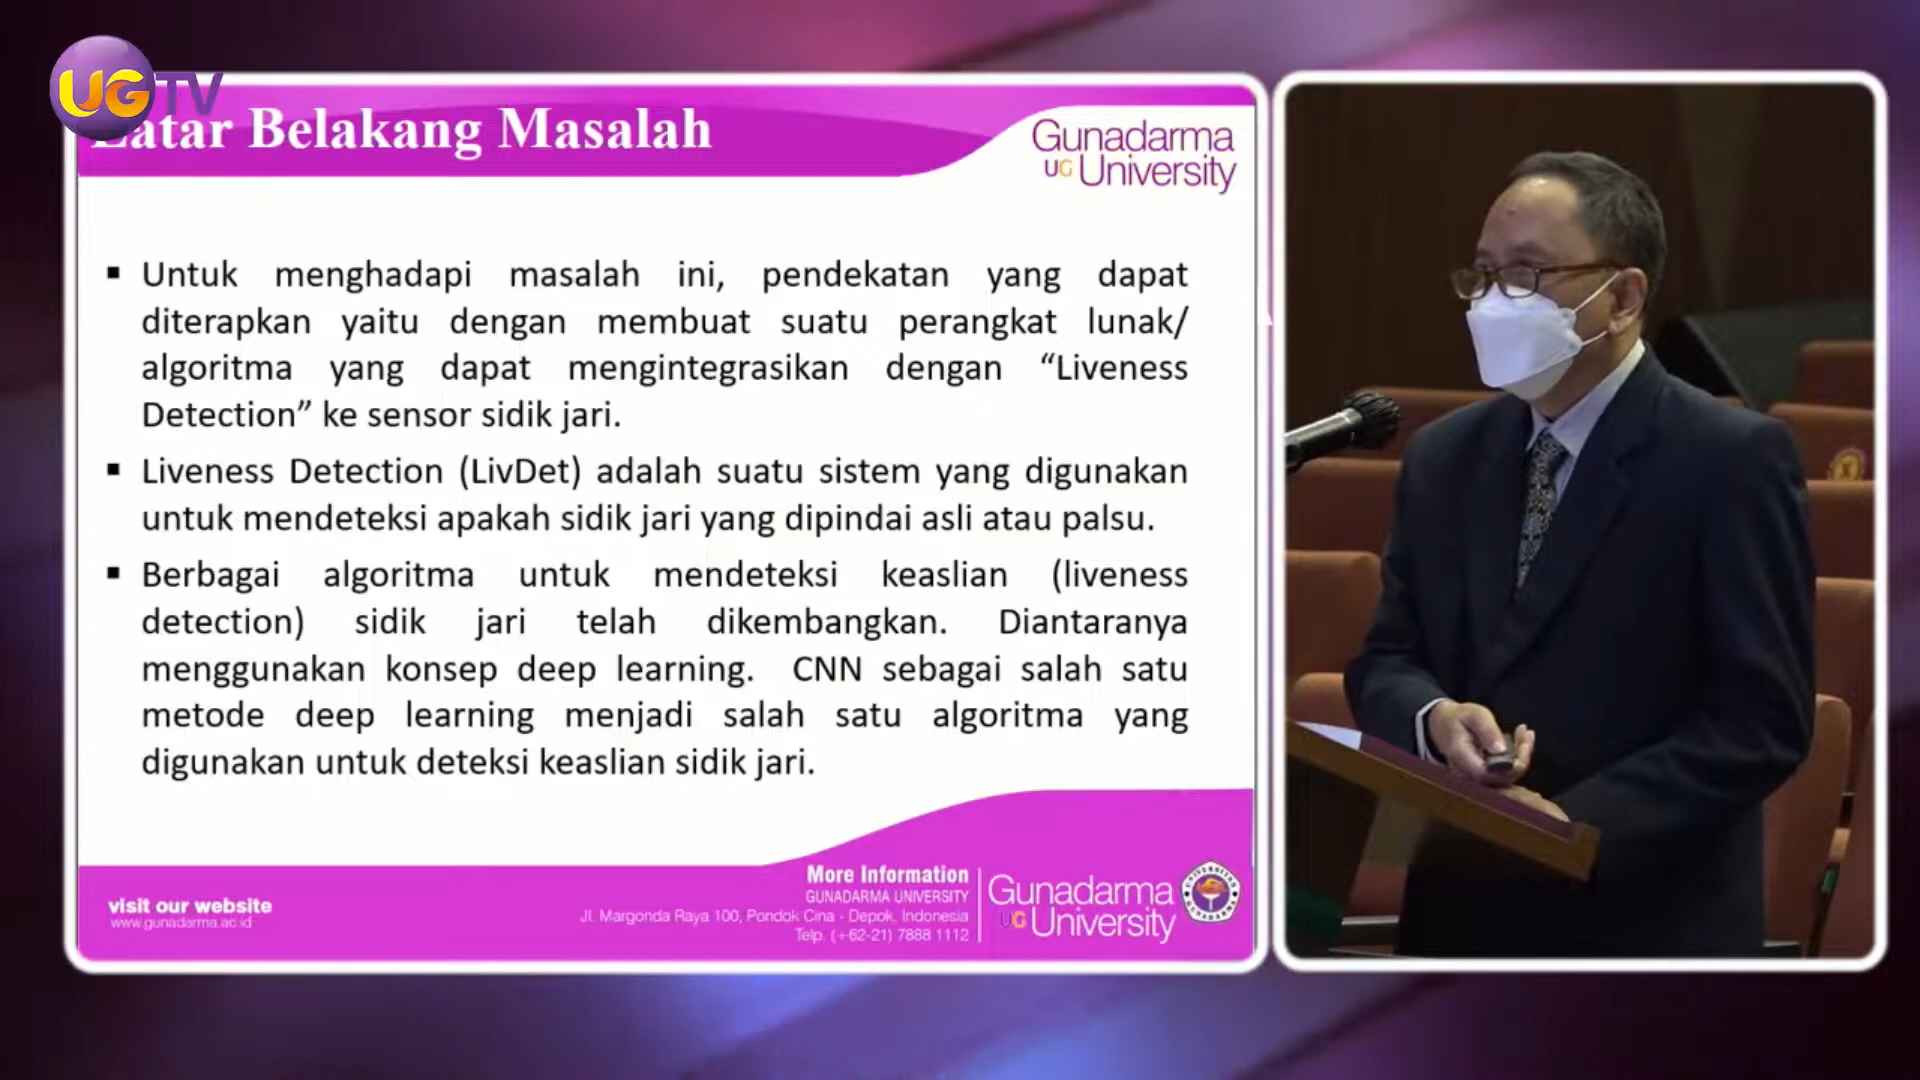 UGTV
Latar Belakang Masalah
Gunadarma
UG University
▪ Untuk menghadapi masalah ini, pendekatan yang dapat
diterapkan yaitu dengan membuat suatu perangkat lunak/
algoritma yang dapat mengintegrasikan dengan “Liveness
Detection” ke sensor sidik jari.
▪ Liveness Detection (LivDet) adalah suatu sistem yang digunakan
untuk mendeteksi apakah sidik jari yang dipindai asli atau palsu.
▪ Berbagai algoritma untuk mendeteksi keaslian (liveness
detection) sidik jari telah dikembangkan. Diantaranya
menggunakan konsep deep learning. CNN sebagai salah satu
metode deep learning menjadi salah satu algoritma yang
digunakan untuk deteksi keaslian sidik jari.
visit our website
www.gunadarma.ac.id
More Information
GUNADARMA UNIVERSITY
Jl. Margonda Raya 100, Pondok Cina - Depok, Indonesia
Telp. (+62-21) 7888 1112
Gunadarma
UG University